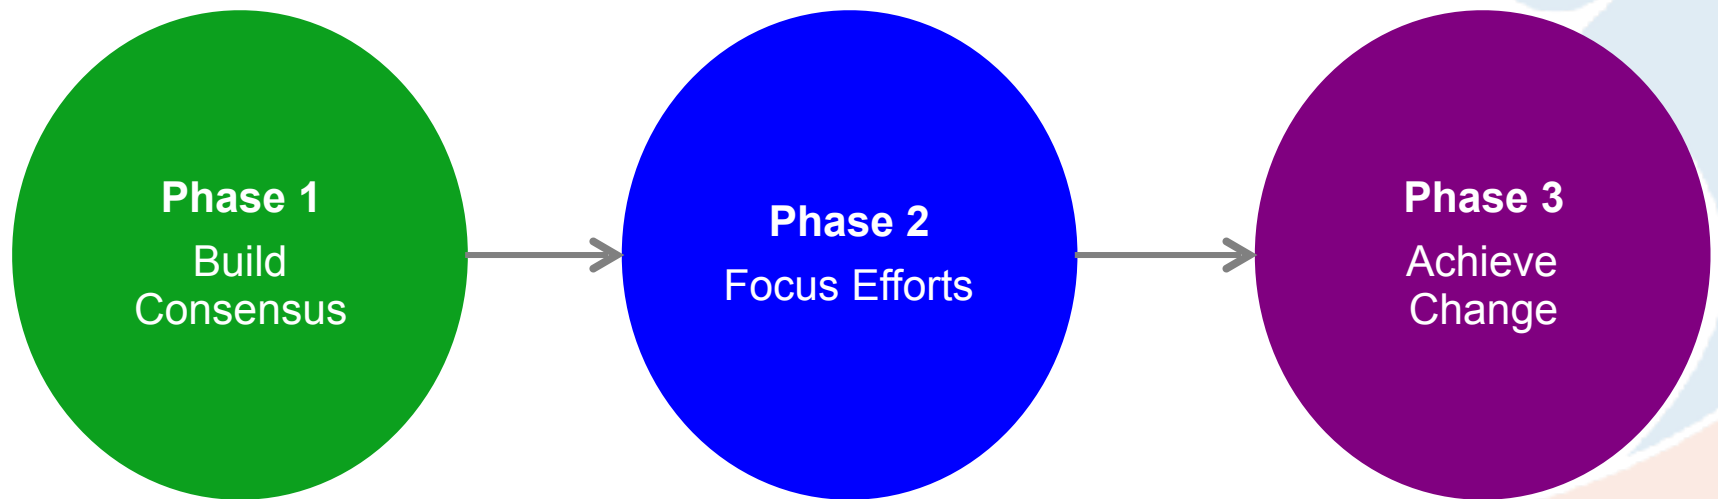 Phase 1
Build
Consensus
Phase 2
Focus Efforts
Phase 3
Achieve
Change